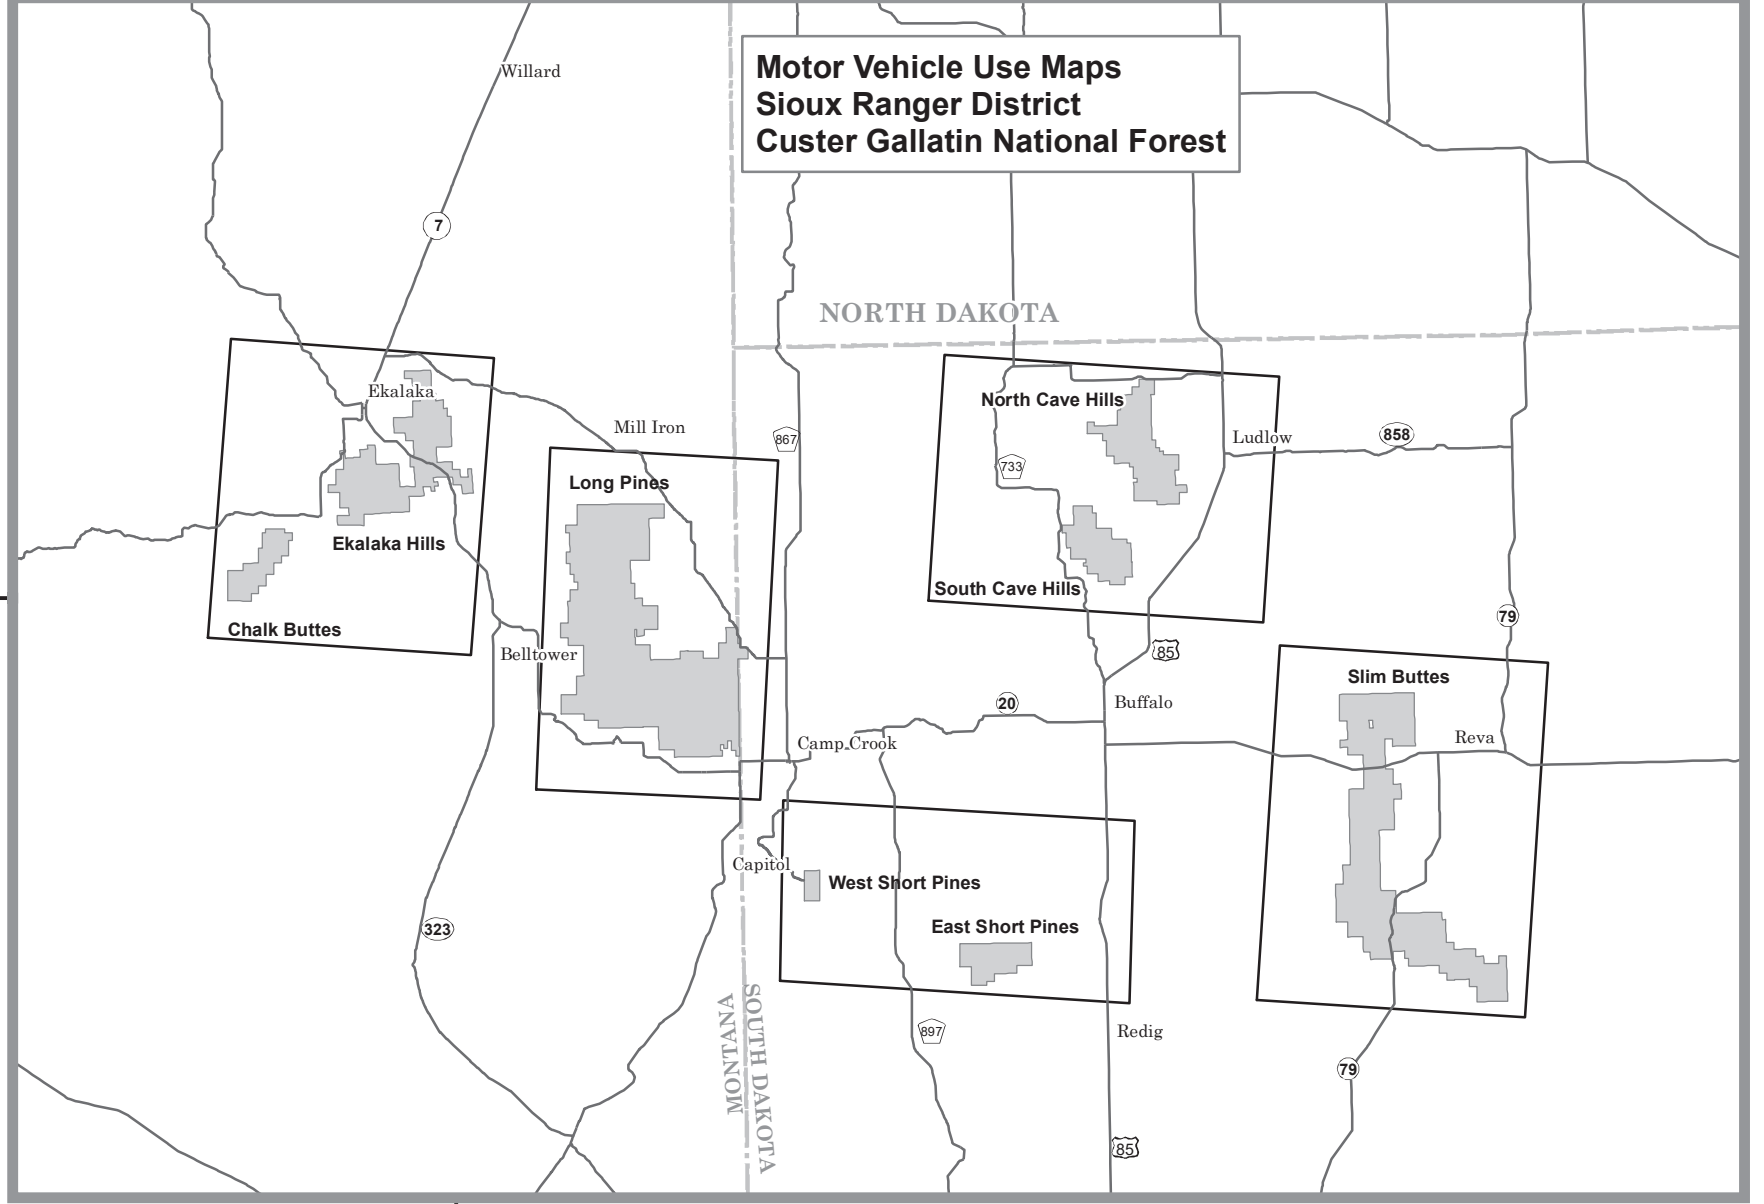 Motor Vehicle Use Maps
Sioux Ranger District
Custer Gallatin National Forest
Willard
7
NORTH DAKOTA
Ekalaka
North Cave Hills
Mill Iron
867
Ludlow
858
733
Long Pines
Ekalaka Hills
South Cave Hills
79
Chalk Buttes
Belltower
85
Slim Buttes
20
Buffalo
Reva
Camp Crook
Capitol
West Short Pines
East Short Pines
323
MONTANA
SOUTH DAKOTA
897
Redig
79
85